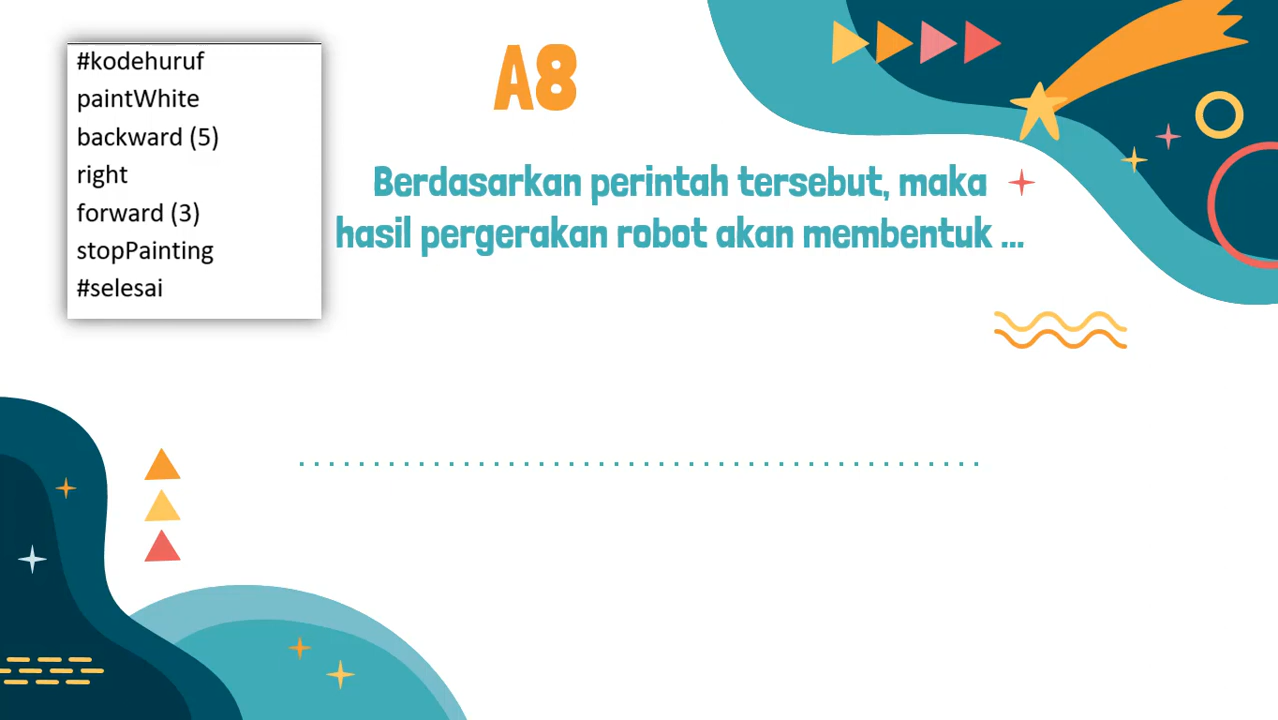 #kodehuruf
paintWhite
backward (5)
right
forward (3)
stopPainting
#selesai
A8
Berdasarkan perintah tersebut, maka
hasil pergerakan robot akan membentuk ...
..............................................